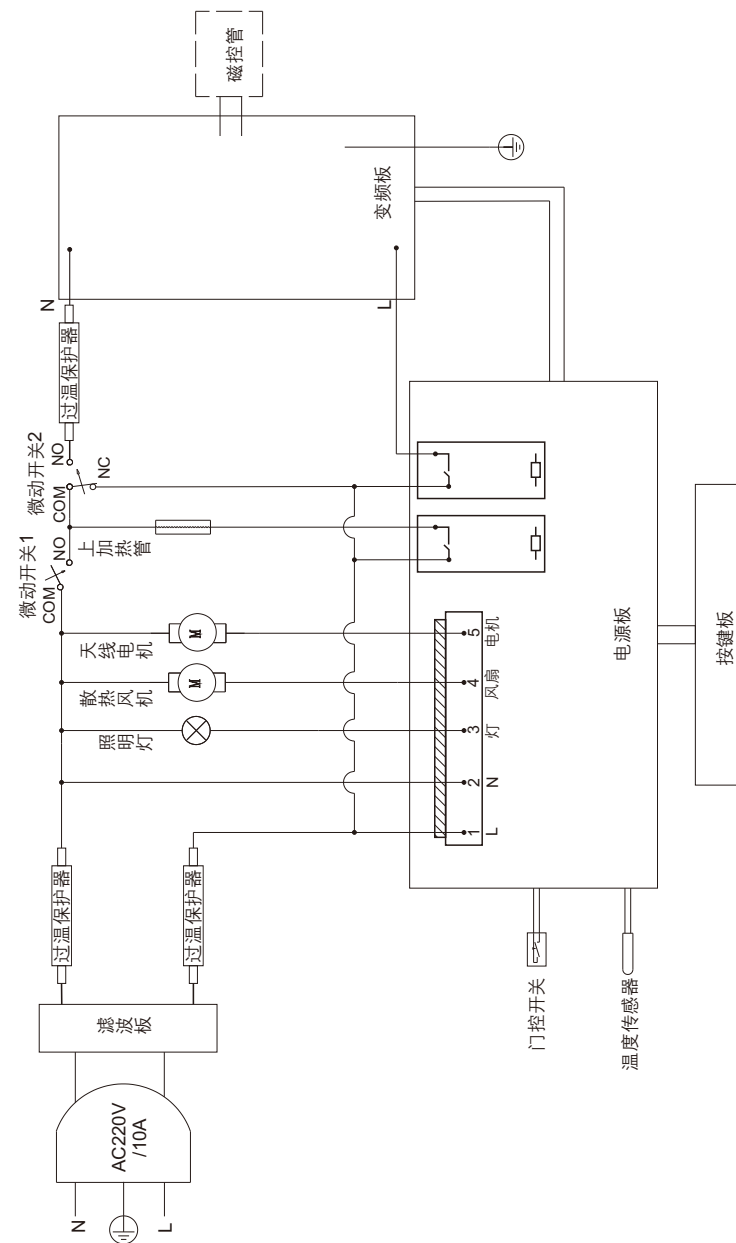 磁控管
变频板
N
L
过温保护器
微动开关2
NO
COM
NC
上加热管
微动开关1
NO
COM
天线电机
散热风机
照明灯
M
M
5
4
3
2
1
电机
风扇
灯
N
L
电源板
按键板
过温保护器
过温保护器
滤波板
门控开关
温度传感器
AC220V
/10A
N
L